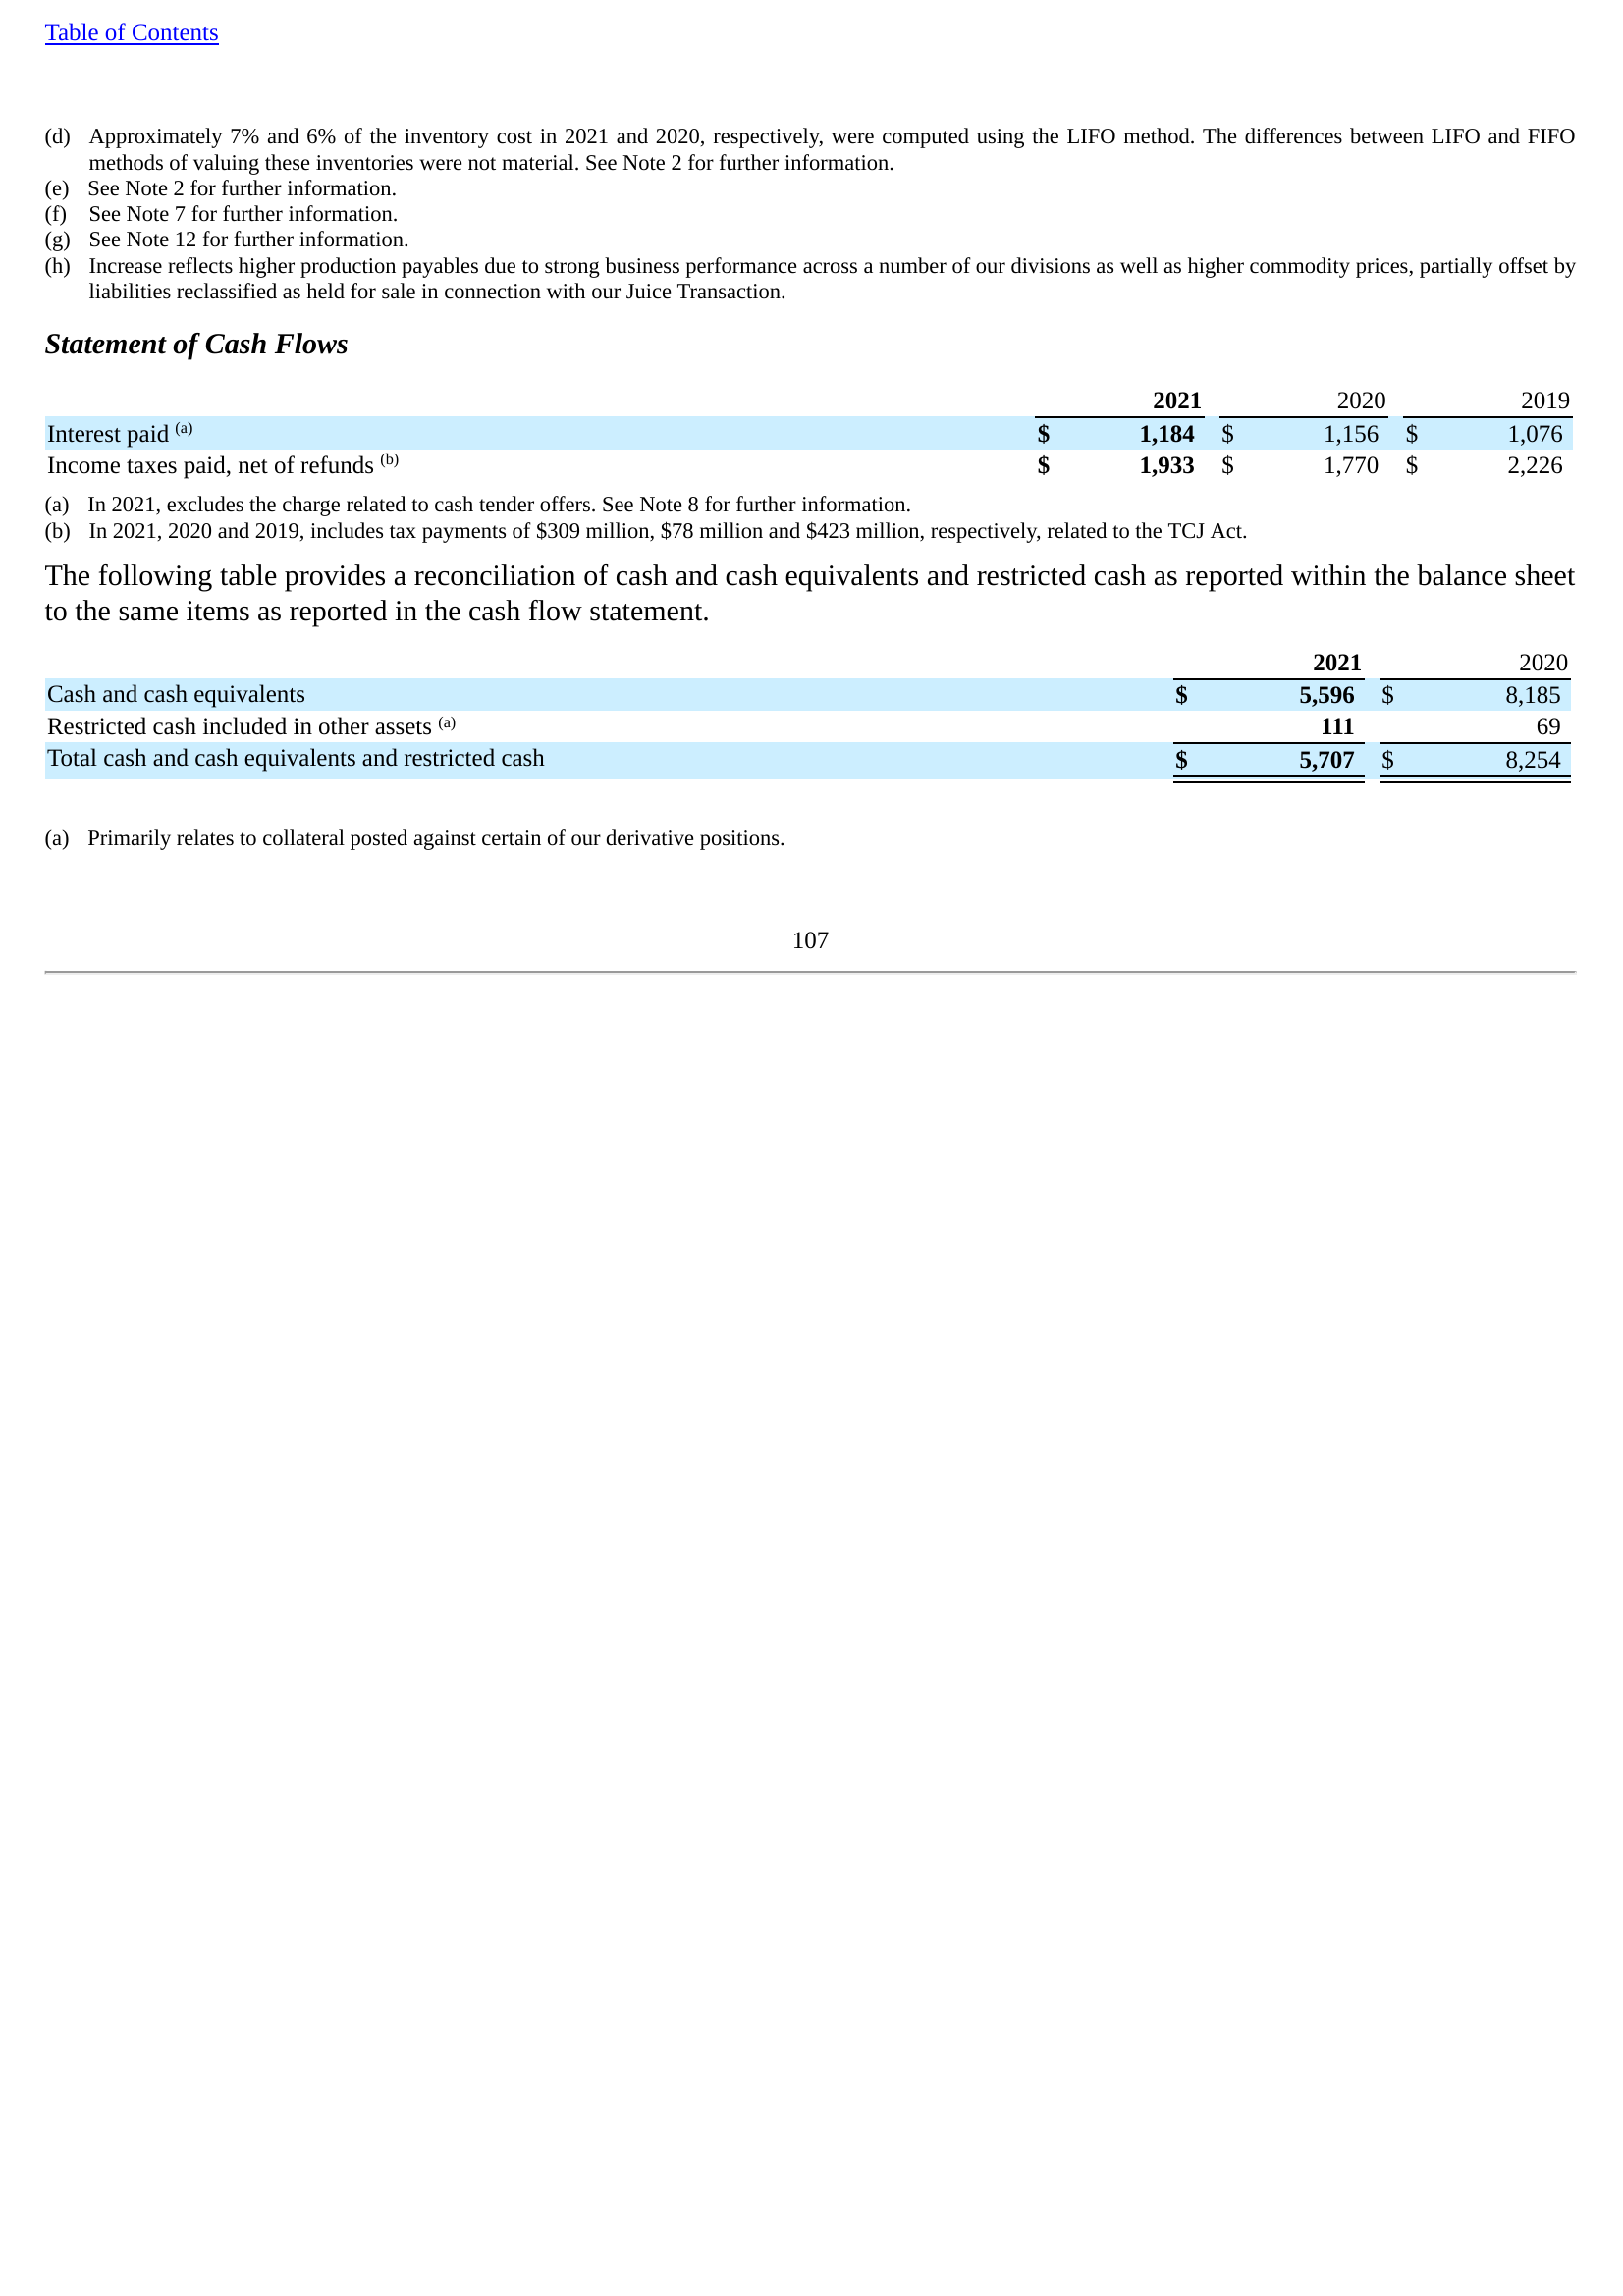 Table of Contents
(d) Approximately 7% and 6% of the inventory cost in 2021 and 2020, respectively, were computed using the LIFO method. The differences between LIFO and FIFO
methods of valuing these inventories were not material. See Note 2 for further information.
(e) See Note 2 for further information.
(f) See Note 7 for further information.
(g) See Note 12 for further information.
(h) Increase reflects higher production payables due to strong business performance across a number of our divisions as well as higher commodity prices, partially offset by
liabilities reclassified as held for sale in connection with our Juice Transaction.
Statement of Cash Flows
2021 2020 2019
Interest paid (a) $ 1,184 $ 1,156 $ 1,076
Income taxes paid, net of refunds (b) $ 1,933 $ 1,770 $ 2,226
(a) In 2021, excludes the charge related to cash tender offers. See Note 8 for further information.
(b) In 2021, 2020 and 2019, includes tax payments of $309 million, $78 million and $423 million, respectively, related to the TCJ Act.
The following table provides a reconciliation of cash and cash equivalents and restricted cash as reported within the balance sheet
to the same items as reported in the cash flow statement.
2021 2020
Cash and cash equivalents $ 5,596 $ 8,185
Restricted cash included in other assets (a) 111 69
Total cash and cash equivalents and restricted cash $ 5,707 $ 8,254
(a) Primarily relates to collateral posted against certain of our derivative positions.
107